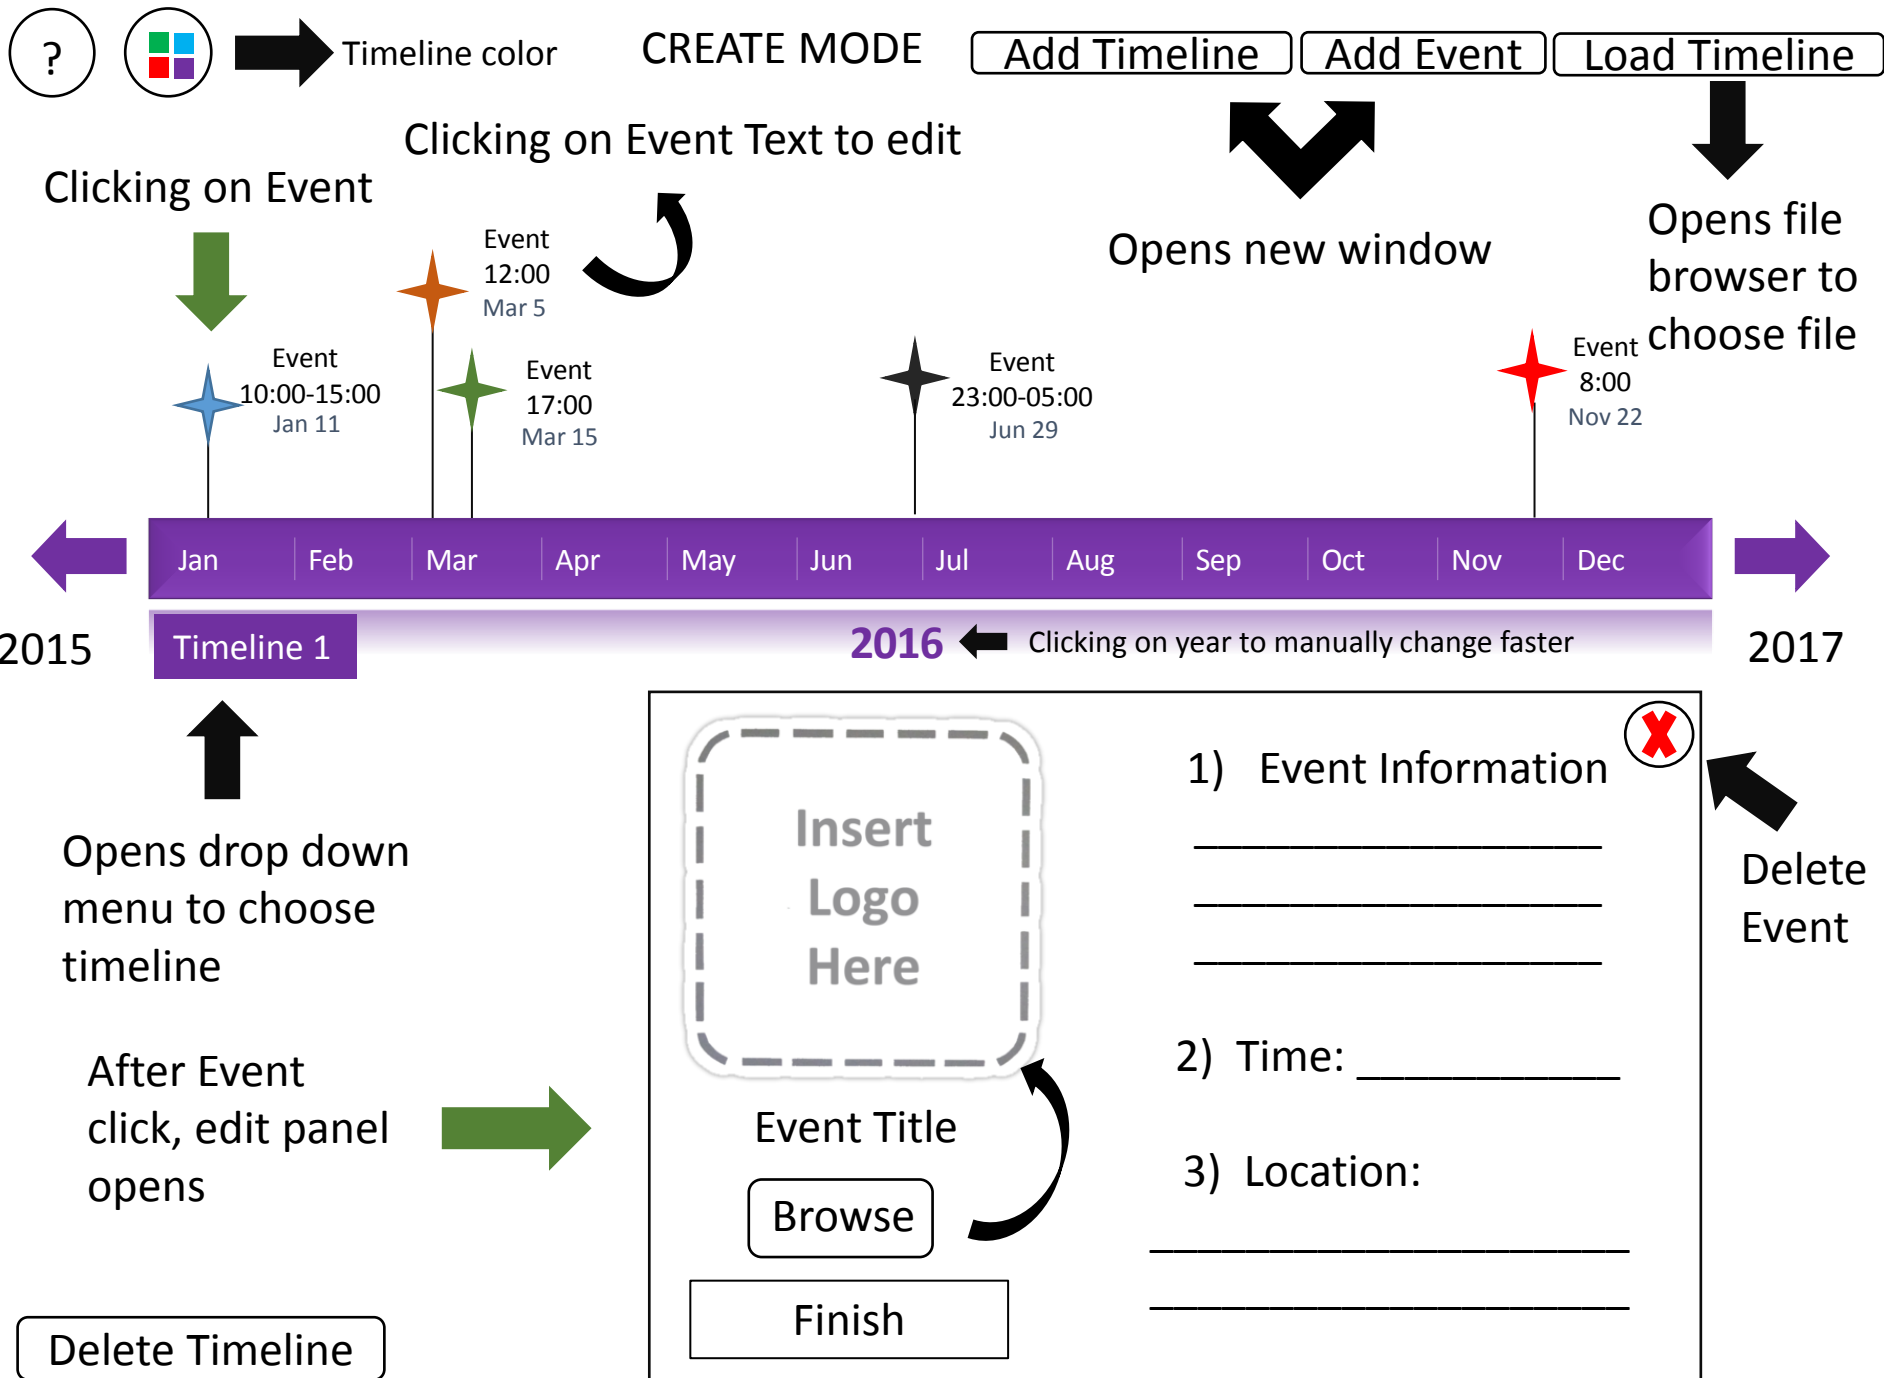 ?
Timeline color
CREATE MODE
Add Timeline
Add Event
Load Timeline
Clicking on Event Text to edit
Clicking on Event
Opens new window
Opens file
browser to
choose file
Event
10:00-15:00
Jan 11
Event
12:00
Mar 5
Event
17:00
Mar 15
Event
23:00-05:00
Jun 29
Event
8:00
Nov 22
Jan
Feb
Mar
Apr
May
Jun
Jul
Aug
Sep
Oct
Nov
Dec
2015
Timeline 1
2016
Clicking on year to manually change faster
2017
Opens drop down
menu to choose
timeline
After Event
click, edit panel
opens
Delete Timeline
Insert
Logo
Here
Event Title
Browse
Finish
X
1) Event Information
2) Time:
3) Location:
Delete
Event